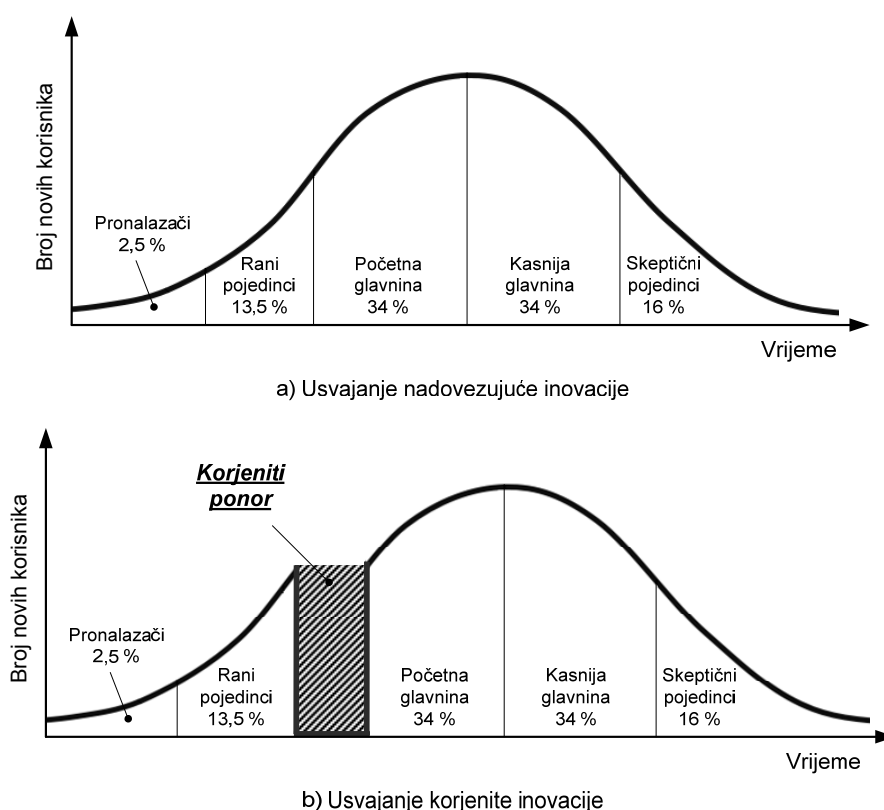 Broj novih korisnika
Pronalazači
2,5 %
Rani
pojedinci
13,5 %
Početna
glavnina
34 %
Kasnija
glavnina
34 %
Skeptični
pojedinci
16 %
Vrijeme
a) Usvajanje nadovezujuće inovacije
Broj novih korisnika
Korjeniti
ponor
Pronalazači
2,5 %
Rani
pojedinci
13,5 %
Početna
glavnina
34 %
Kasnija
glavnina
34 %
Skeptični
pojedinci
16 %
Vrijeme
b) Usvajanje korjenite inovacije